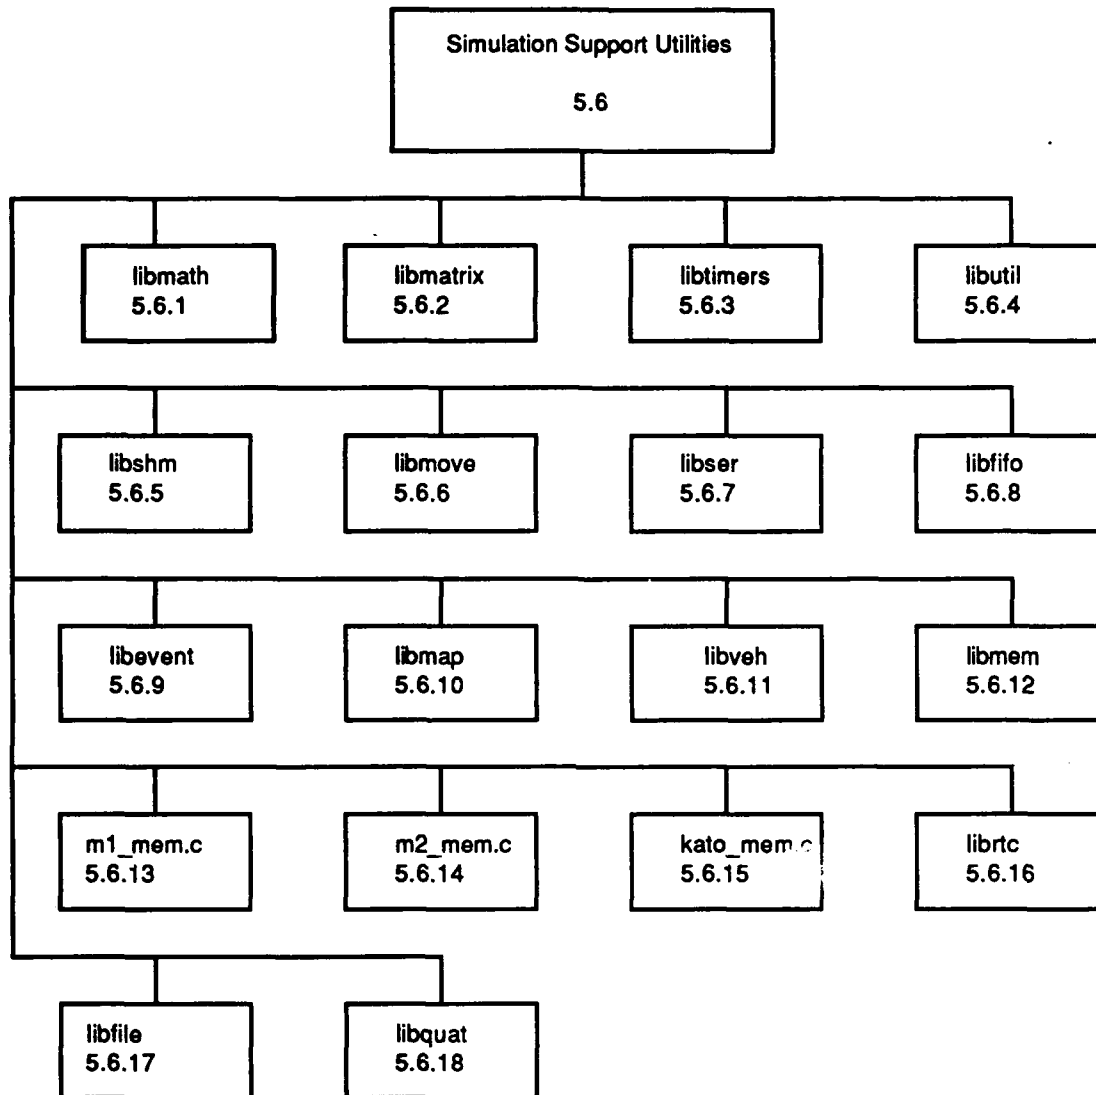 Simulation Support Utilities
5.6
libmath
5.6.1
libmatrix
5.6.2
libtimers
5.6.3
libutil
5.6.4
libshm
5.6.5
libmove
5.6.6
libser
5.6.7
libfifo
5.6.8
libevent
5.6.9
libmap
5.6.10
libveh
5.6.11
libmem
5.6.12
m1_mem.c
5.6.13
m2_mem.c
5.6.14
kato_mem.c
5.6.15
librtc
5.6.16
libfile
5.6.17
libquat
5.6.18